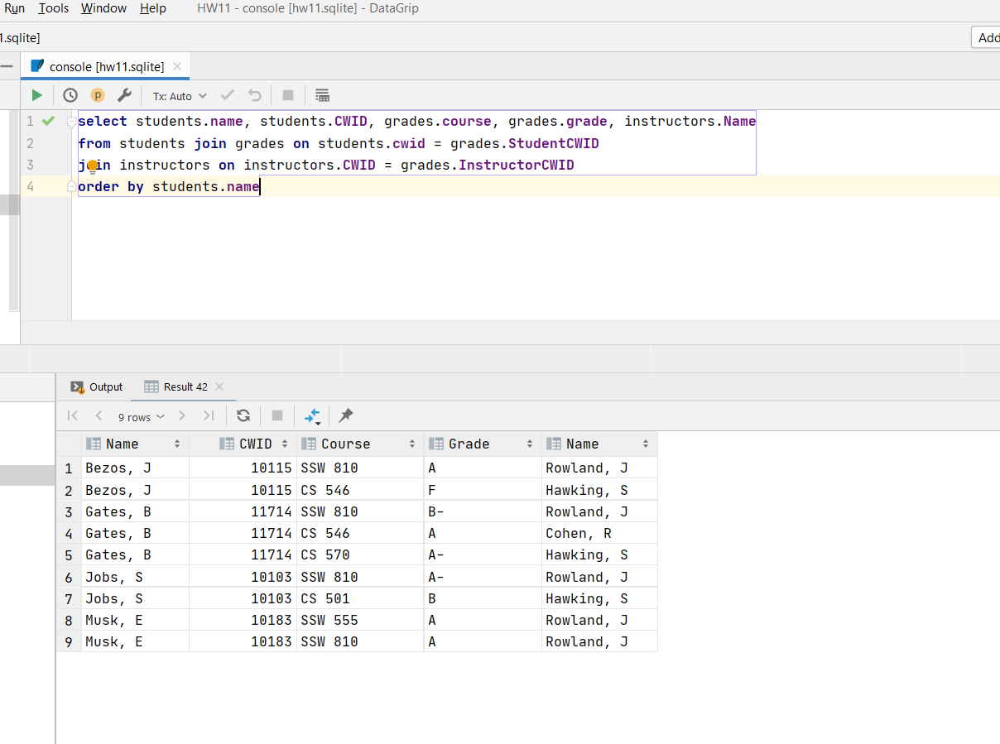 Run Tools Window Help HW11 - console [hw11.sqlite] - DataGrip
1.sqlite] Add
console [hw11.sqlite]
p Tx: Auto
1 select students.name, students.CWID, grades.course, grades.grade, instructors.Name
2 from students join grades on students.cwid = grades.StudentCWID
3 join instructors on instructors.CWID = grades.InstructorCWID
4 order by students.name
Output Result 42
9 rows
Name CWID Course Grade Name
1 Bezos, J 10115 SSW 810 A Rowland, J
2 Bezos, J 10115 CS 546 F Hawking, S
3 Gates, B 11714 SSW 810 B- Rowland, J
4 Gates, B 11714 CS 546 A Cohen, R
5 Gates, B 11714 CS 570 A- Hawking, S
6 Jobs, S 10103 SSW 810 A- Rowland, J
7 Jobs, S 10103 CS 501 B Hawking, S
8 Musk, E 10183 SSW 555 A Rowland, J
9 Musk, E 10183 SSW 810 A Rowland, J